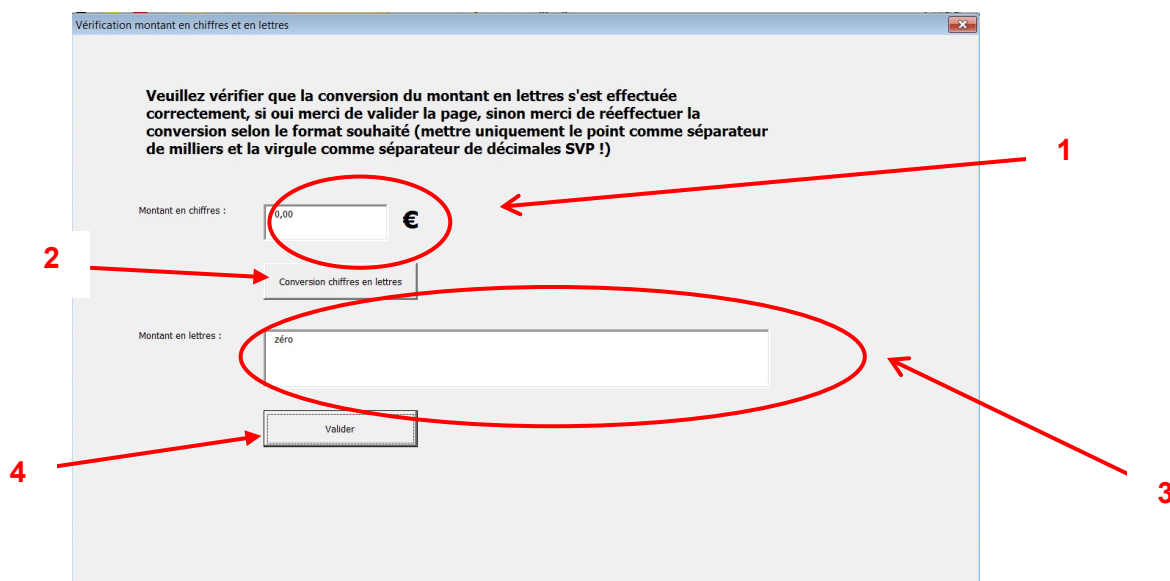 Vérification montant en chiffres et en lettres
Veuillez vérifier que la conversion du montant en lettres s'est effectuée
correctement, si oui merci de valider la page, sinon merci de réeffectuer la
conversion selon le format souhaité (mettre uniquement le point comme séparateur
de milliers et la virgule comme séparateur de décimales SVP !)
1
Montant en chiffres :
0,00 €
2
Conversion chiffres en lettres
Montant en lettres :
zéro
Valider
4
3